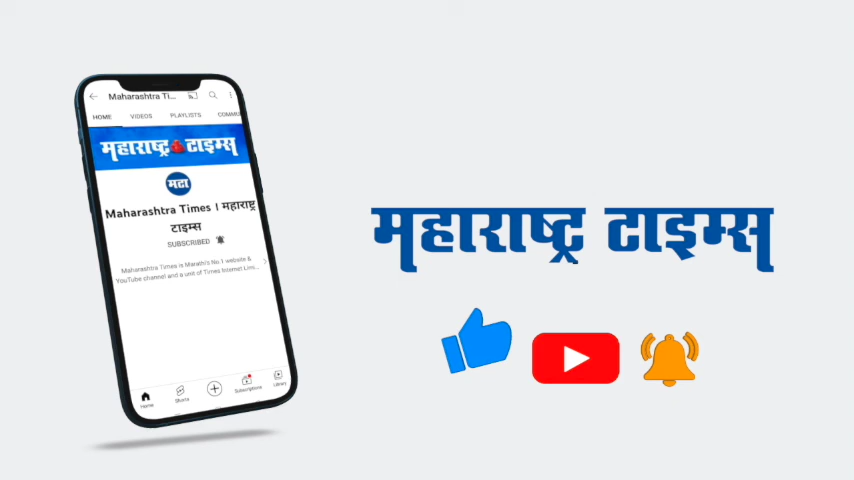 Maharashtra Ti...
HOME VIDEOS PLAYLISTS COMMU
महाराष्ट्र टाइम्स
मटा
Maharashtra Times । महाराष्ट्र
टाइम्स
SUBSCRIBED
Maharashtra Times is Marathi's No.1 website &
YouTube channel and a unit of Times Internet Limi...
Home Shorts Subscriptions Library
महाराष्ट्र टाइम्स